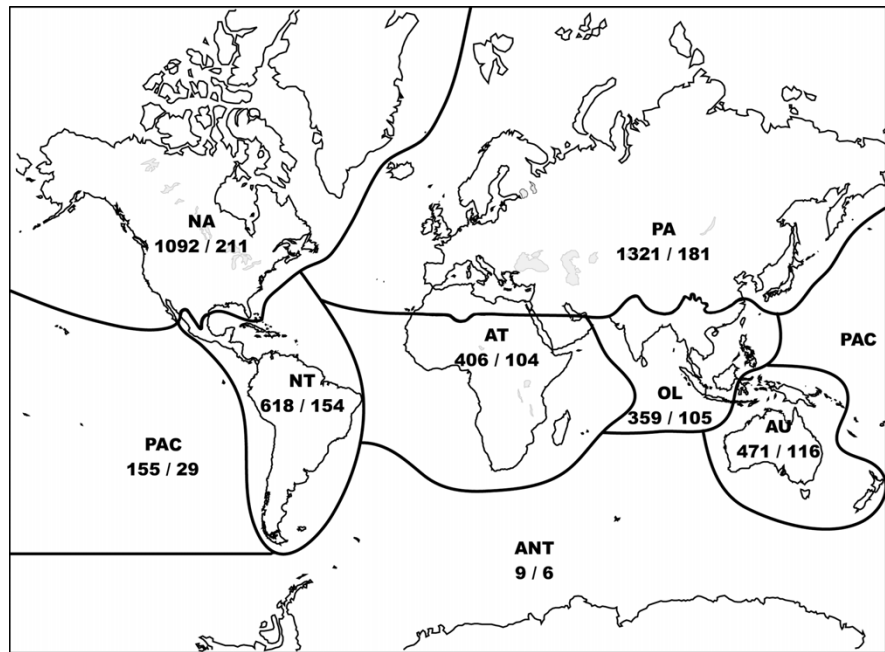 NA
1092 / 211
PA
1321 / 181
AT
406 / 104
PAC
NT
618 / 154
OL
359 / 105
AU
471 / 116
PAC
155 / 29
ANT
9 / 6